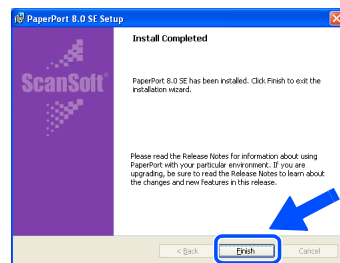 PaperPort 8.0 SE Setup
Install Completed
ScanSoft®
PaperPort 8.0 SE has been installed. Click Finish to exit the
installation wizard.
Please read the Release Notes for information about using
PaperPort with your particular environment. If you are
upgrading, be sure to read the Release Notes to learn about
the changes and new features in this release.
< Back
Finish
Cancel